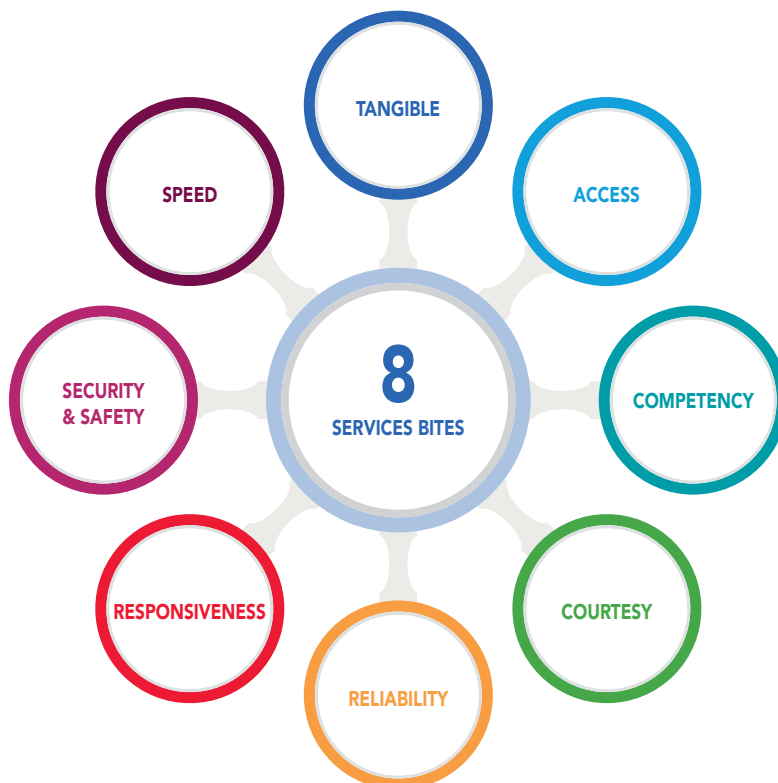 TANGIBLE
SPEED
ACCESS
SECURITY
& SAFETY
8
SERVICES BITES
COMPETENCY
RESPONSIVENESS
COURTESY
RELIABILITY